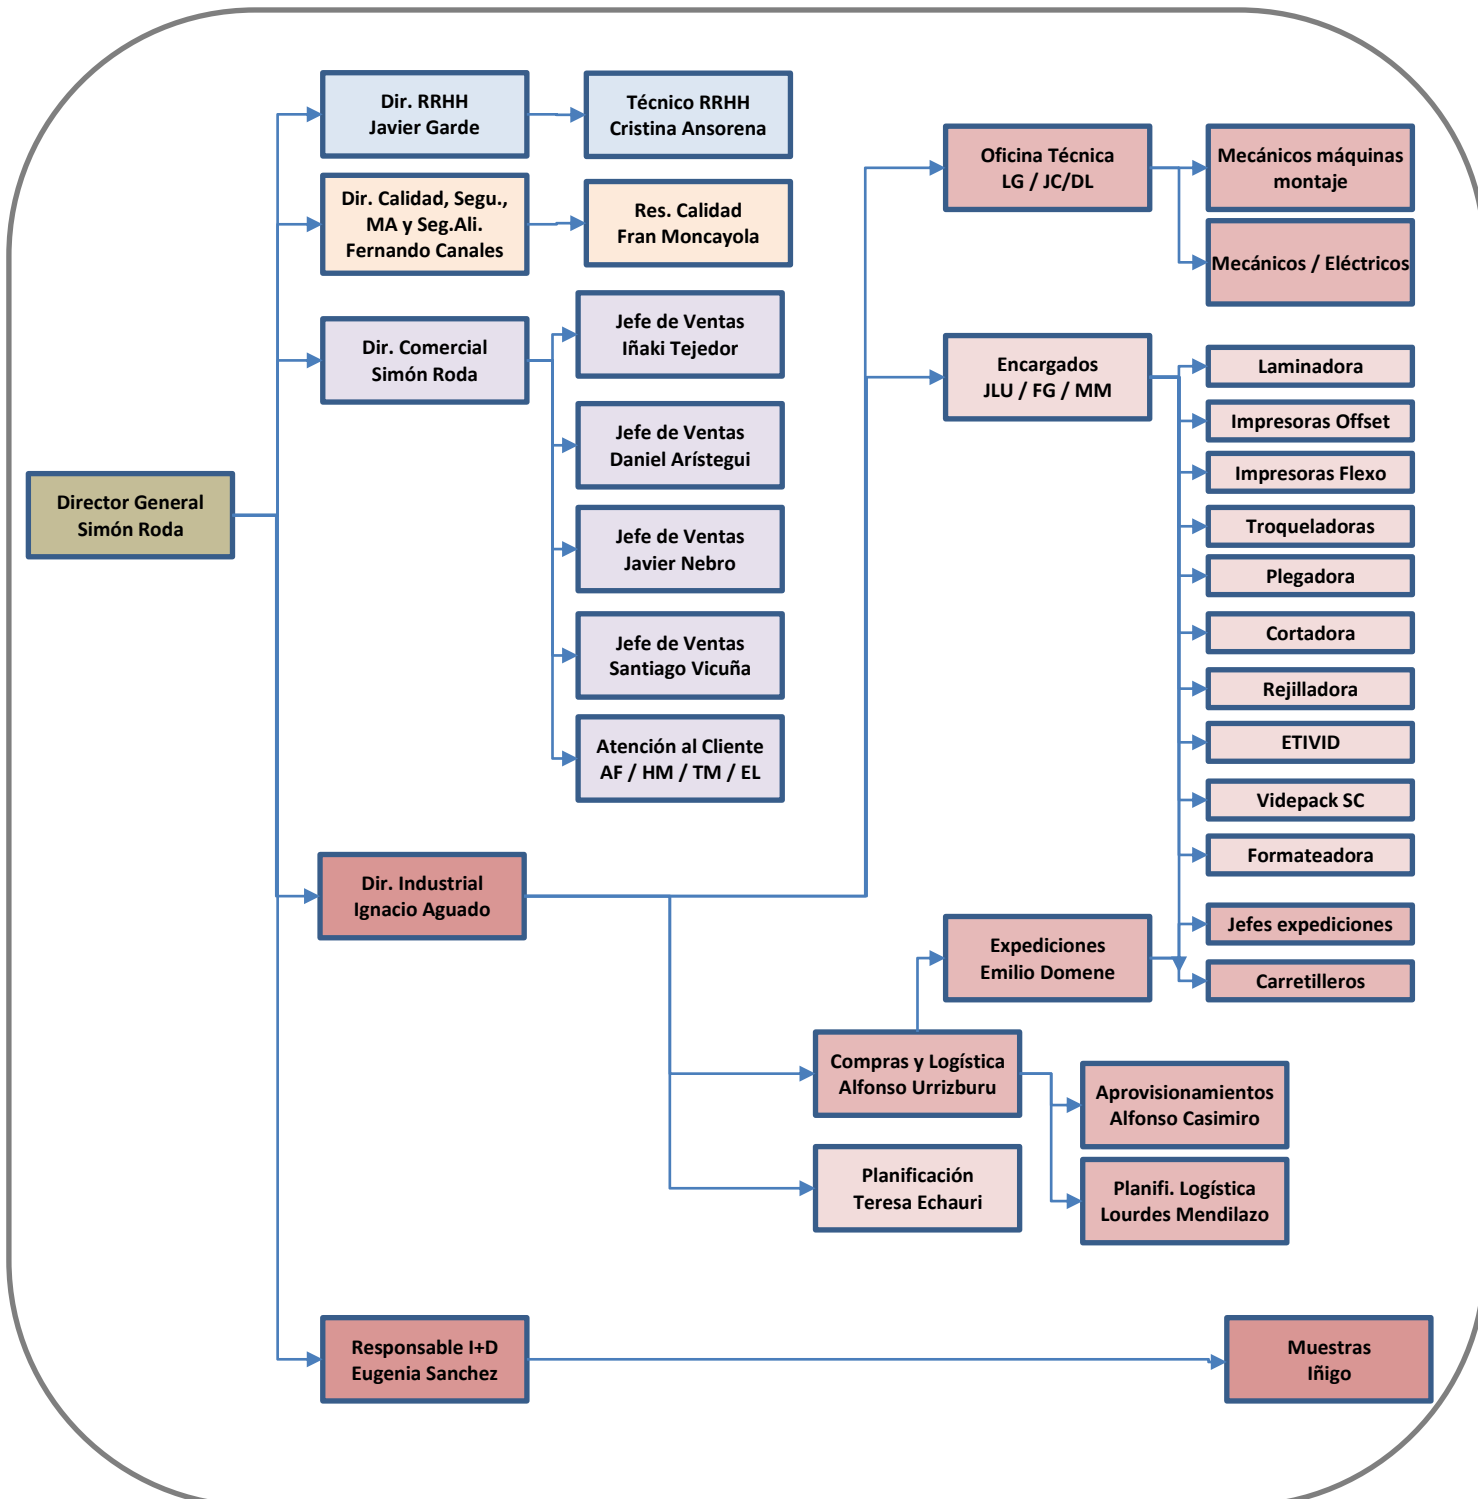 Dir. RRHH
Javier Garde
Técnico RRHH
Cristina Ansorena
Dir. Calidad, Segu.,
MA y Seg.Ali.
Fernando Canales
Res. Calidad
Fran Moncayola
Dir. Comercial
Simón Roda
Jefe de Ventas
Iñaki Tejedor
Jefe de Ventas
Daniel Arístegui
Jefe de Ventas
Javier Nebro
Jefe de Ventas
Santiago Vicuña
Atención al Cliente
AF / HM / TM / EL
Director General
Simón Roda
Dir. Industrial
Ignacio Aguado
Oficina Técnica
LG / JC/DL
Mecánicos máquinas
montaje
Mecánicos / Eléctricos
Encargados
JLU / FG / MM
Laminadora
Impresoras Offset
Impresoras Flexo
Troqueladoras
Plegadora
Cortadora
Rejilladora
ETIVID
Videpack SC
Formateadora
Expediciones
Emilio Domene
Jefes expediciones
Carretilleros
Compras y Logística
Alfonso Urrizburu
Aprovisionamientos
Alfonso Casimiro
Planificación
Teresa Echauri
Planifi. Logística
Lourdes Mendilazo
Responsable I+D
Eugenia Sanchez
Muestras
Iñigo